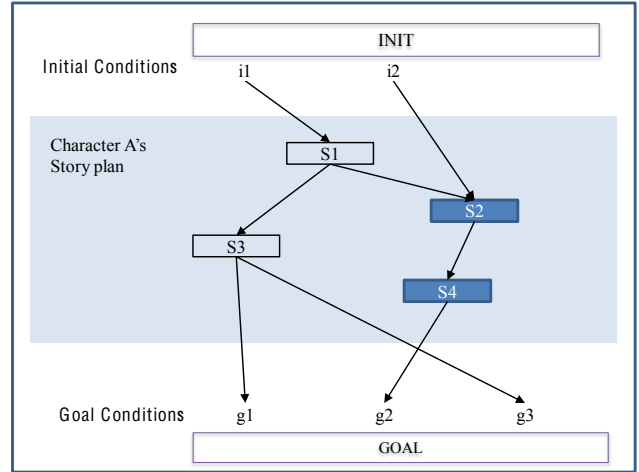 INIT
Initial Conditions
i1 i2
Character A's
Story plan
S1
S2
S3
S4
Goal Conditions g1 g2 g3
GOAL